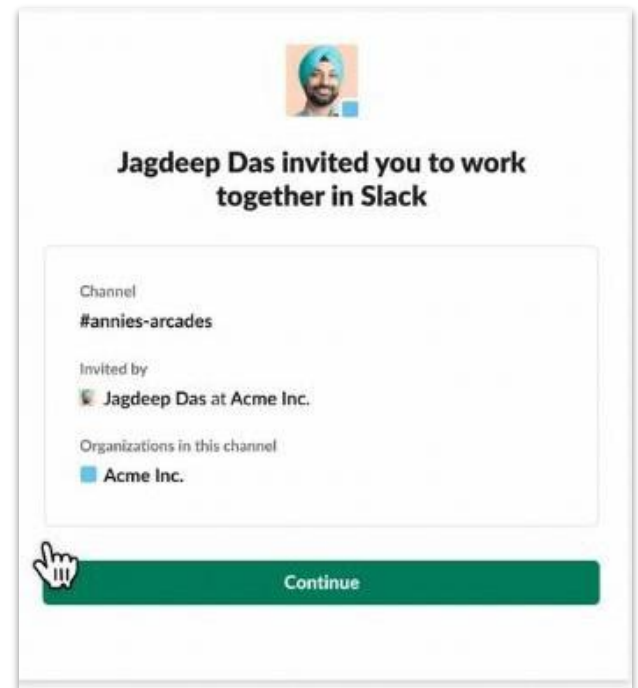 Jagdeep Das invited you to work
together in Slack
Channel
#annies-arcades
Invited by
Jagdeep Das at Acme Inc.
Organizations in this channel
Acme Inc.
Continue